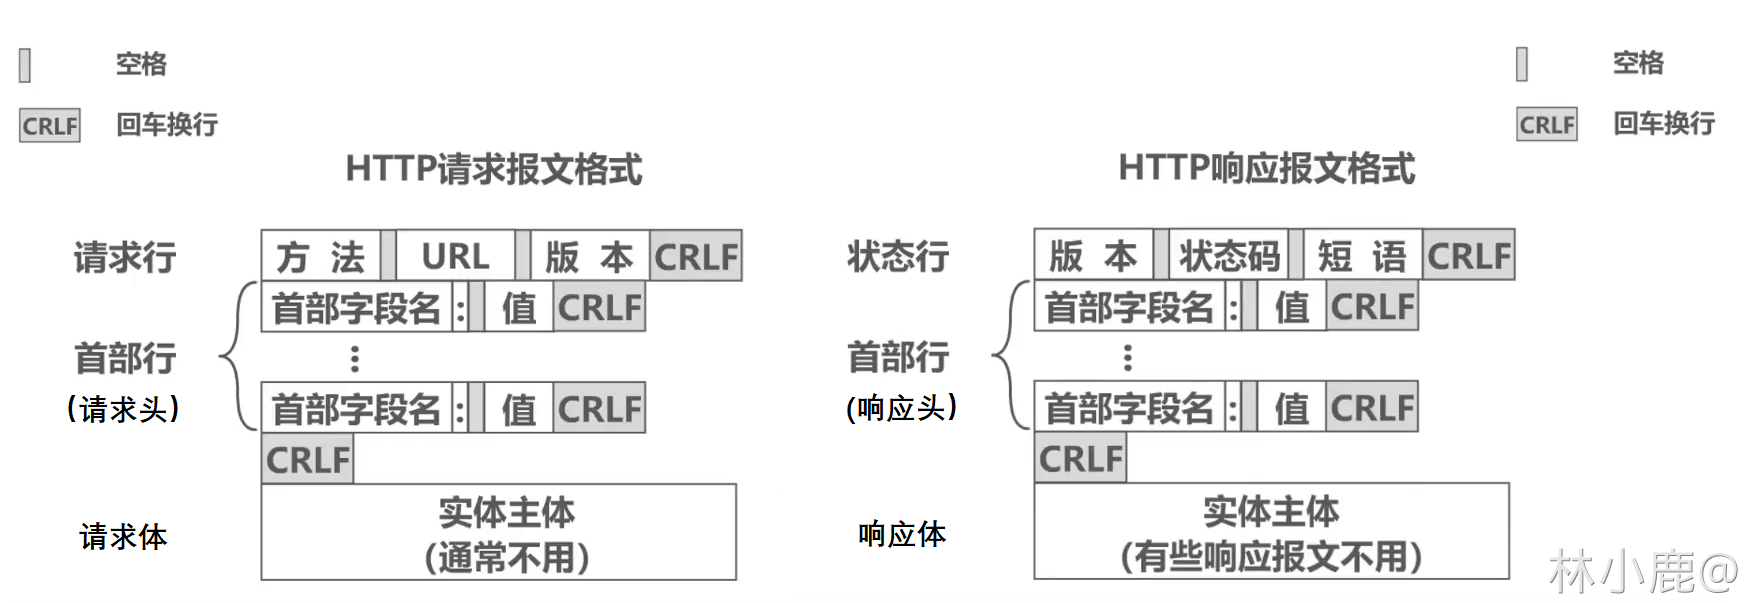 空格
CRLF 回车换行
HTTP请求报文格式
请求行 方 法 URL 版 本 CRLF
首部字段名 : 值 CRLF
首部行 ⋮
(请求头) 首部字段名 : 值 CRLF
CRLF
请求体 实体主体
(通常不用)
空格
CRLF 回车换行
HTTP响应报文格式
状态行 版 本 状态码 短 语 CRLF
首部字段名 : 值 CRLF
首部行 ⋮
(响应头) 首部字段名 : 值 CRLF
CRLF
响应体 实体主体
(有些响应报文不用)
林小鹿@